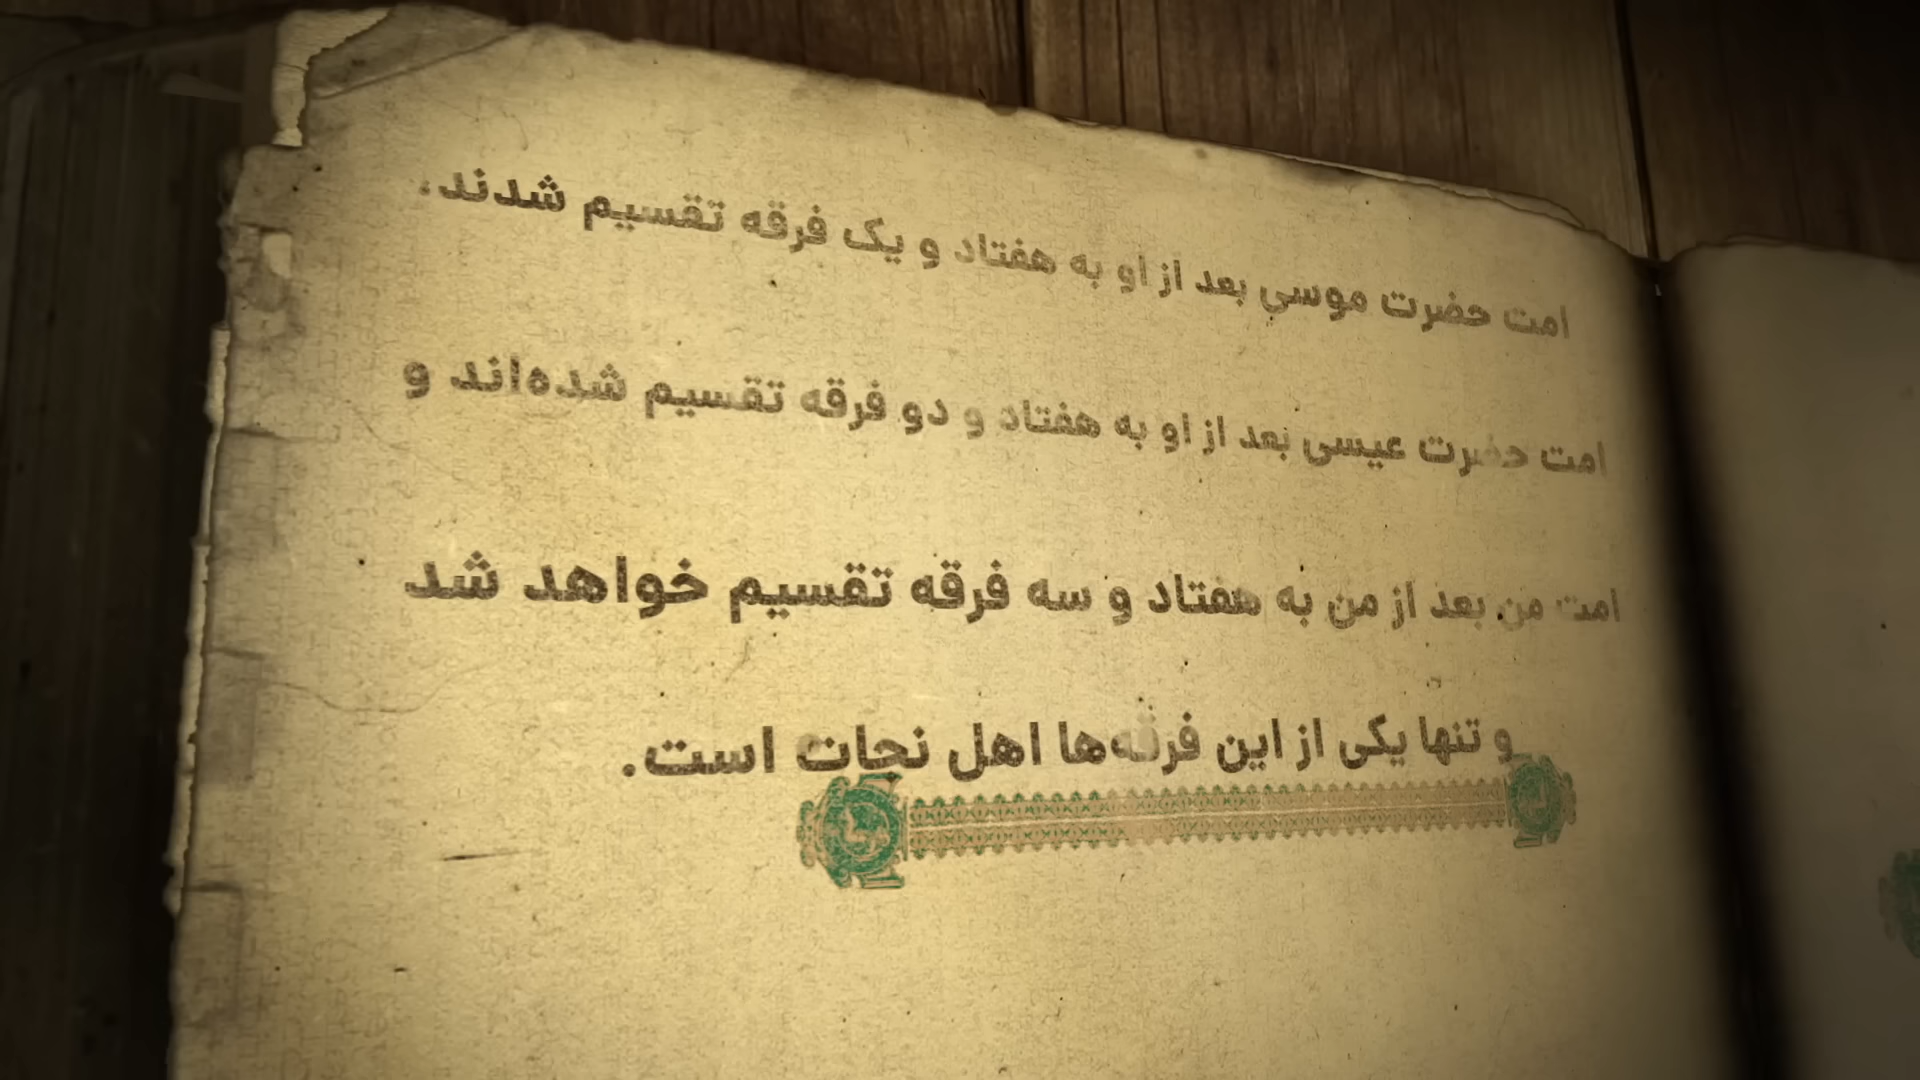 امت حضرت موسی بعد از او به هفتاد و یک فرقه تقسیم شدند،
امت حضرت عیسی بعد از او به هفتاد و دو فرقه تقسیم شده‌اند و
امت من بعد از من به هفتاد و سه فرقه تقسیم خواهد شد
و تنها یکی از این فرقه‌ها اهل نجات است.